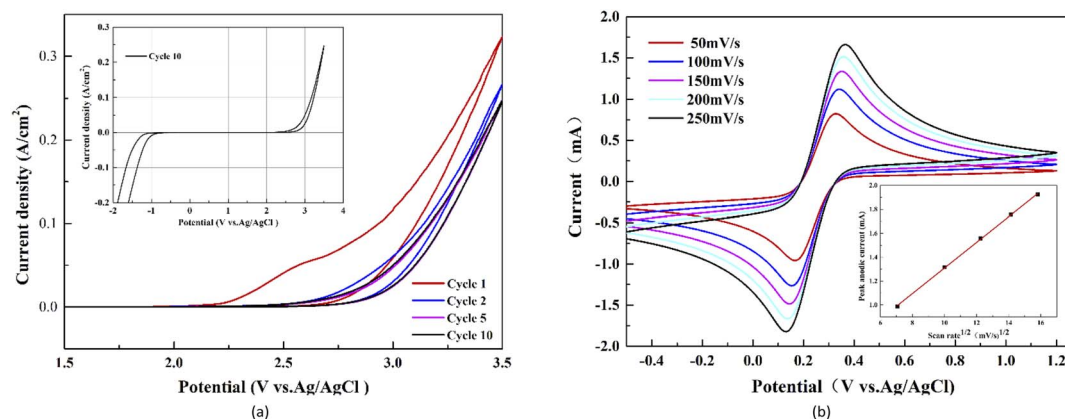 (a)
0.3
0.2
0.1
0.0
1.5
2.0
2.5
3.0
3.5
Current density (A/cm²)
Potential (V vs.Ag/AgCl )
Cycle 1
Cycle 2
Cycle 5
Cycle 10
0.3
0.2
0.1
0.0
-0.1
-0.2
-2
-1
0
1
2
3
4
Cycle 10
Current density (A/cm²)
Potential (V vs.Ag/AgCl)
(a)
(b)
2.0
1.5
1.0
0.5
0.0
-0.5
-1.0
-1.5
-2.0
-0.4
-0.2
0.0
0.2
0.4
0.6
0.8
1.0
1.2
Current（mA）
Potential（V vs.Ag/AgCl)
50mV/s
100mV/s
150mV/s
200mV/s
250mV/s
2.0
1.8
1.6
1.4
1.2
1.0
6
8
10
12
14
16
Peak anodic current (mA)
Scan rate^1/2 (mV/s)^1/2
(b)